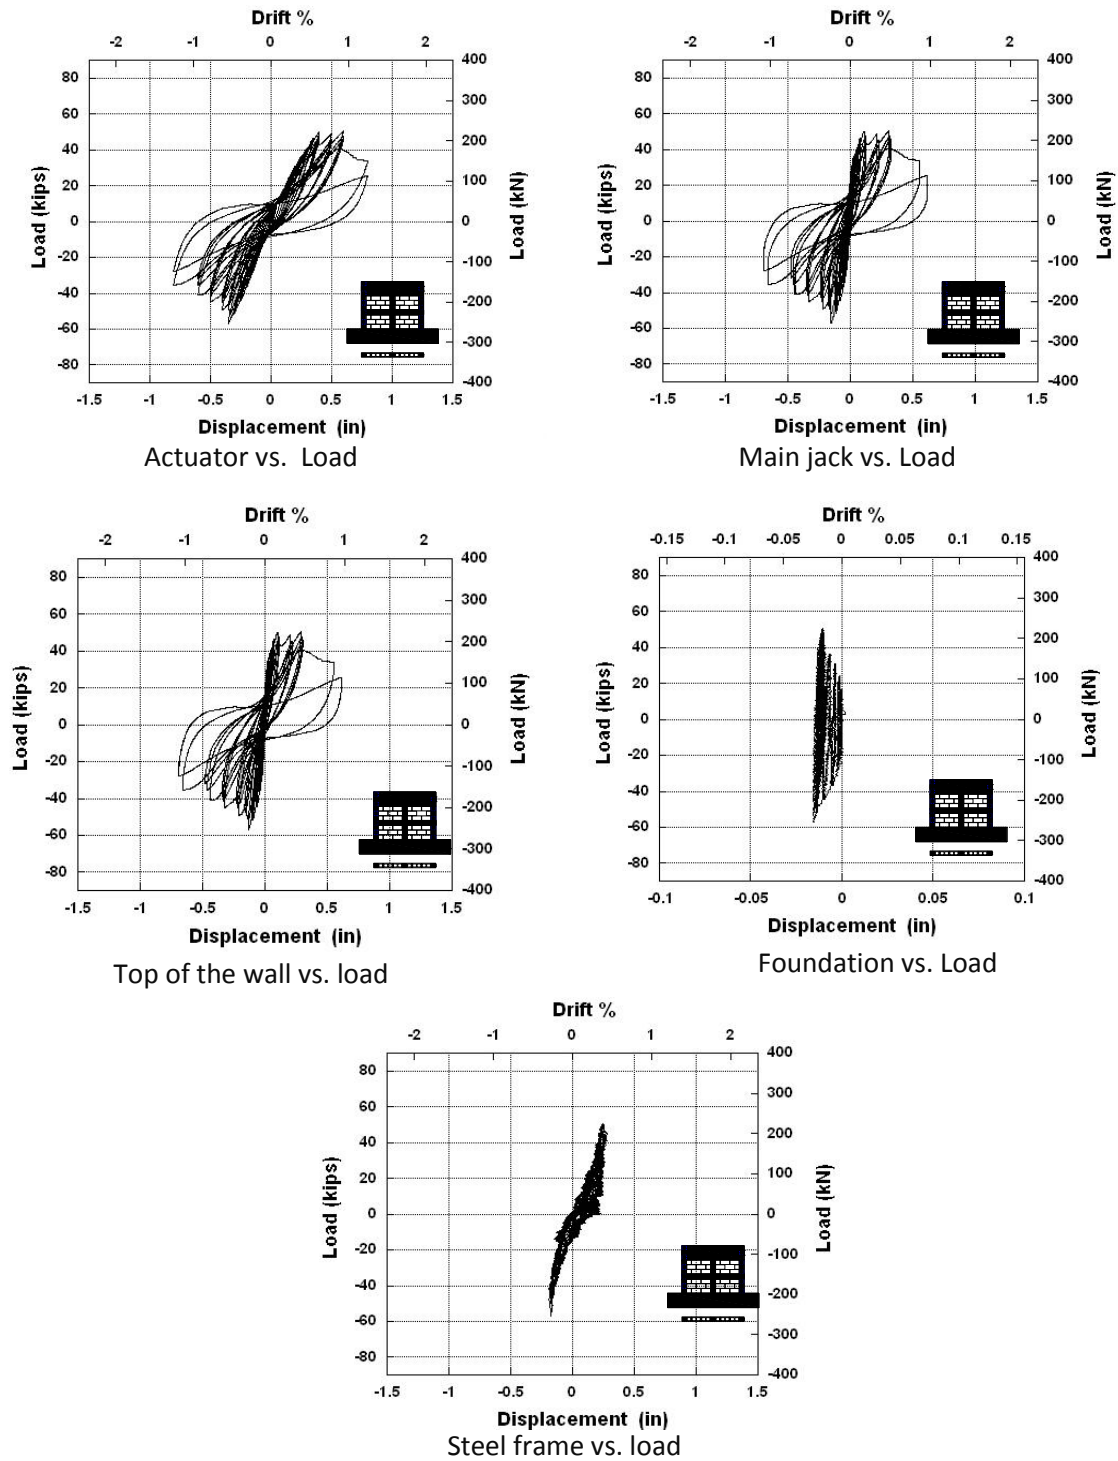 Drift %
-2 -1 0 1 2
80
60
40
20
0
-20
-40
-60
-80
Load (kips)
400
300
200
100
0
-100
-200
-300
-400
Load (kN)
-1.5 -1 -0.5 0 0.5 1 1.5
Displacement (in)
Actuator vs. Load
Drift %
-2 -1 0 1 2
80
60
40
20
0
-20
-40
-60
-80
Load (kips)
400
300
200
100
0
-100
-200
-300
-400
Load (kN)
-1.5 -1 -0.5 0 0.5 1 1.5
Displacement (in)
Main jack vs. Load
Drift %
-2 -1 0 1 2
80
60
40
20
0
-20
-40
-60
-80
Load (kips)
400
300
200
100
0
-100
-200
-300
-400
Load (kN)
-1.5 -1 -0.5 0 0.5 1 1.5
Displacement (in)
Top of the wall vs. load
Drift %
-0.15 -0.1 -0.05 0 0.05 0.1 0.15
80
60
40
20
0
-20
-40
-60
-80
Load (kips)
400
300
200
100
0
-100
-200
-300
-400
Load (kN)
-0.1 -0.05 0 0.05 0.1
Displacement (in)
Foundation vs. Load
Drift %
-2 -1 0 1 2
80
60
40
20
0
-20
-40
-60
-80
Load (kips)
400
300
200
100
0
-100
-200
-300
-400
Load (kN)
-1.5 -1 -0.5 0 0.5 1 1.5
Displacement (in)
Steel frame vs. load